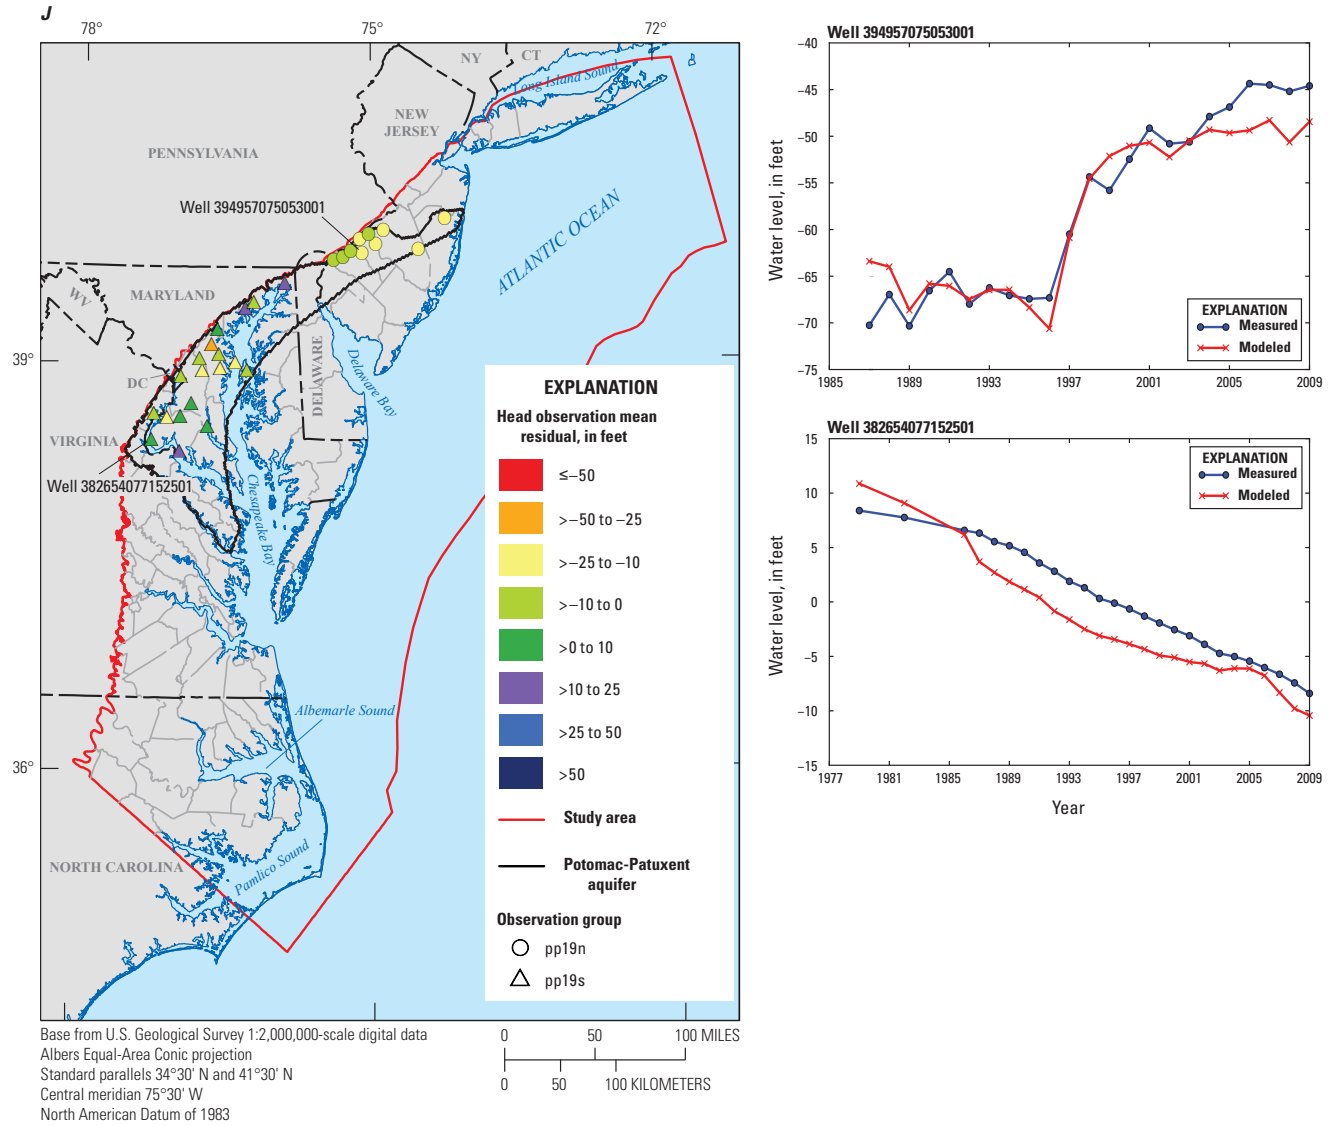 J
78°
75°
72°
NY
CT
Long Island Sound
NEW
JERSEY
PENNSYLVANIA
Well 394957075053001
ATLANTIC OCEAN
WV
MARYLAND
39°
DC
DELAWARE
Delaware Bay
VIRGINIA
Well 382654077152501
Chesapeake Bay
Albemarle Sound
36°
NORTH CAROLINA
Pamlico Sound
EXPLANATION
Head observation mean
residual, in feet
≤–50
>–50 to –25
>–25 to –10
>–10 to 0
>0 to 10
>10 to 25
>25 to 50
>50
Study area
Potomac-Patuxent
aquifer
Observation group
pp19n
pp19s
Base from U.S. Geological Survey 1:2,000,000-scale digital data
Albers Equal-Area Conic projection
Standard parallels 34°30' N and 41°30' N
Central meridian 75°30' W
North American Datum of 1983
0 50 100 MILES
0 50 100 KILOMETERS
Well 394957075053001
Water level, in feet
–40
–45
–50
–55
–60
–65
–70
–75
1985 1989 1993 1997 2001 2005 2009
EXPLANATION
Measured
Modeled
Well 382654077152501
Water level, in feet
15
10
5
0
–5
–10
–15
1977 1981 1985 1989 1993 1997 2001 2005 2009
EXPLANATION
Measured
Modeled
Year